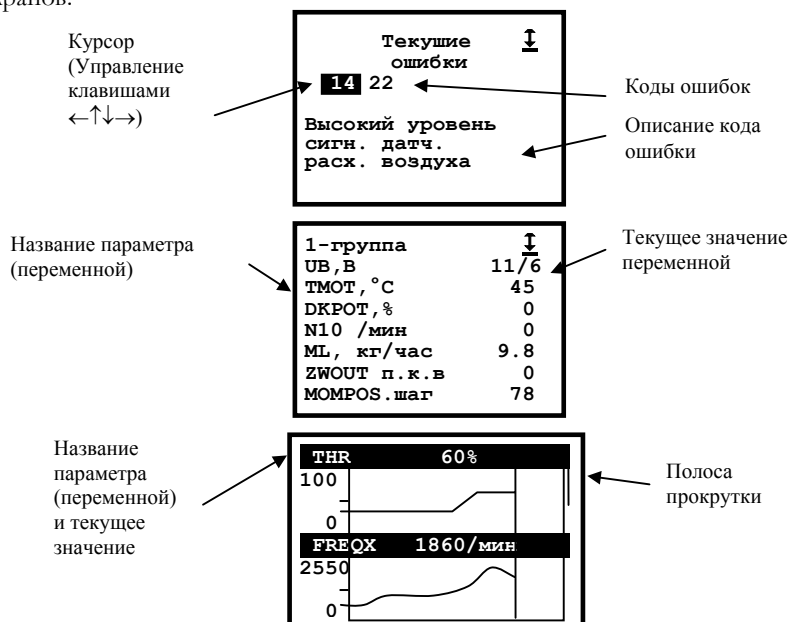 кранов.
Курсор
(Управление
клавишами
←↑↓→)
Текушие
ошибки
14 22
Высокий уровень
сигн. датч.
расх. воздуха
Коды ошибок
Описание кода
ошибки
Название параметра
(переменной)
1-группа
UB,В 11/6
TMOT,°С 45
DKPOT,% 0
N10 /мин 0
ML, кг/час 9.8
ZWOUT п.к.в 0
MOMPOS.шаг 78
Текущее значение
переменной
Название
параметра
(переменной)
и текущее
значение
THR 60%
100
0
FREQX 1860/мин
2550
0
Полоса
прокрутки